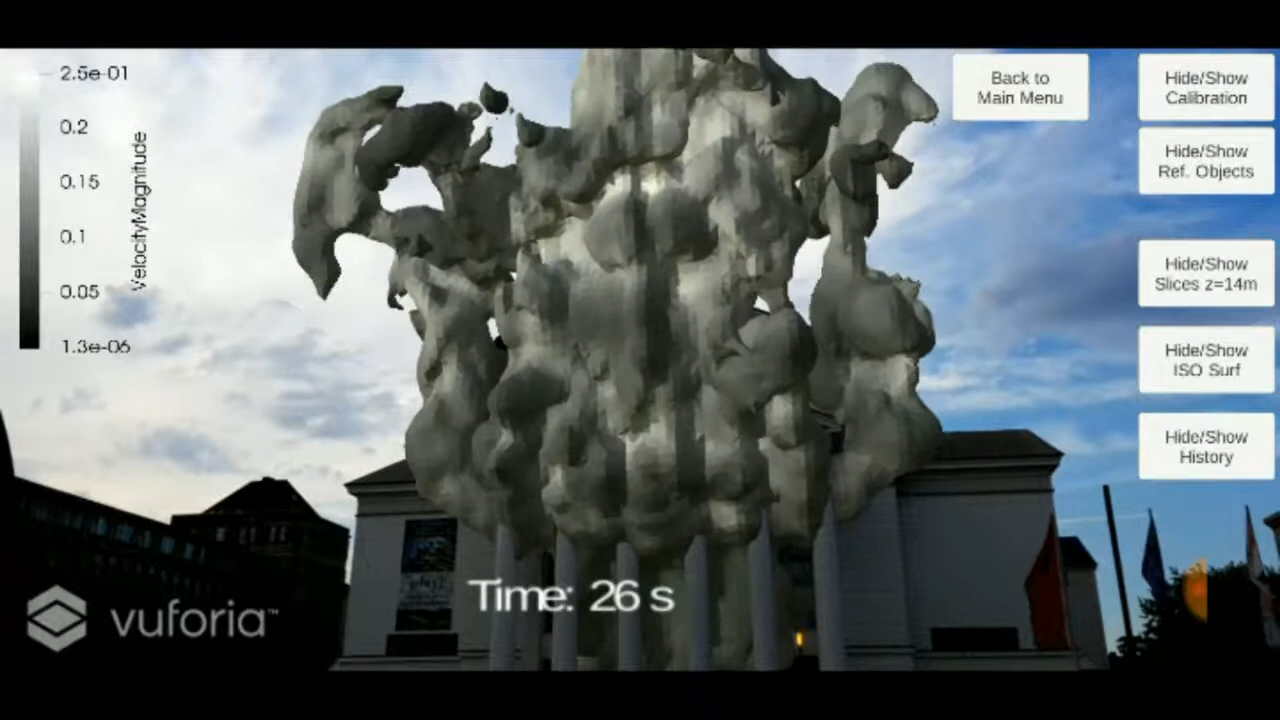 2.5e-01
0.2
0.15
0.1
0.05
1.3e-06
VelocityMagnitude
Back to
Main Menu
Hide/Show
Calibration
Hide/Show
Ref. Objects
Hide/Show
Slices z=14m
Hide/Show
ISO Surf
Hide/Show
History
Time: 26 s
vuforia™